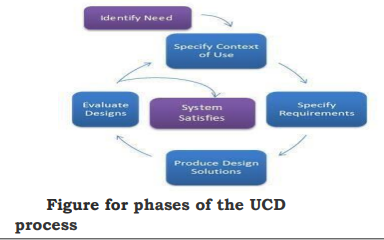 Identify Need
Specify Context
of Use
Evaluate
Designs
System
Satisfies
Specify
Requirements
Produce Design
Solutions
Figure for phases of the UCD
process